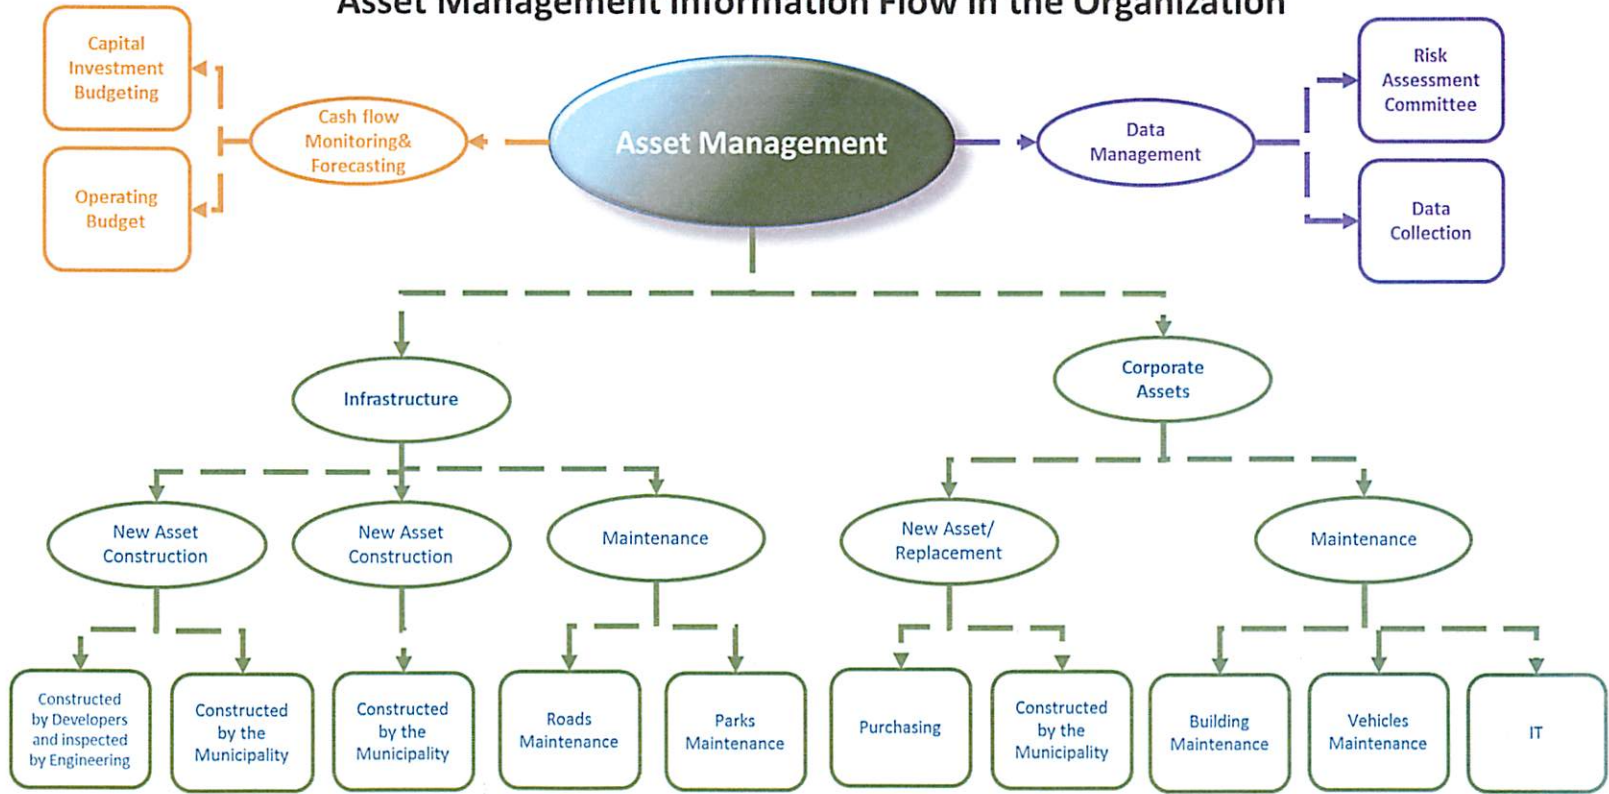 Asset Management Information Flow in the Organization
Capital
Investment
Budgeting
Operating
Budget
Cash flow
Monitoring&
Forecasting
Asset Management
Data
Management
Risk
Assessment
Committee
Data
Collection
Infrastructure
Corporate
Assets
New Asset
Construction
New Asset
Construction
Maintenance
New Asset/
Replacement
Maintenance
Constructed
by Developers
and inspected
by Engineering
Constructed
by the
Municipality
Constructed
by the
Municipality
Roads
Maintenance
Parks
Maintenance
Purchasing
Constructed
by the
Municipality
Building
Maintenance
Vehicles
Maintenance
IT